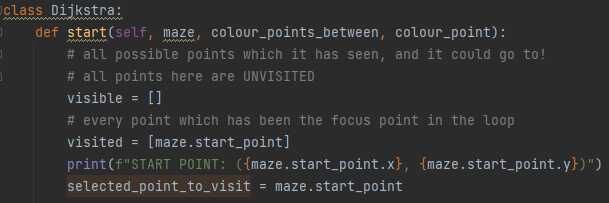 class Dijkstra:
    def start(self, maze, colour_points_between, colour_point):
        # all possible points which it has seen, and it could go to!
        # all points here are UNVISITED
        visible = []
        # every point which has been the focus point in the loop
        visited = [maze.start_point]
        print(f"START POINT: ({maze.start_point.x}, {maze.start_point.y})")
        selected_point_to_visit = maze.start_point